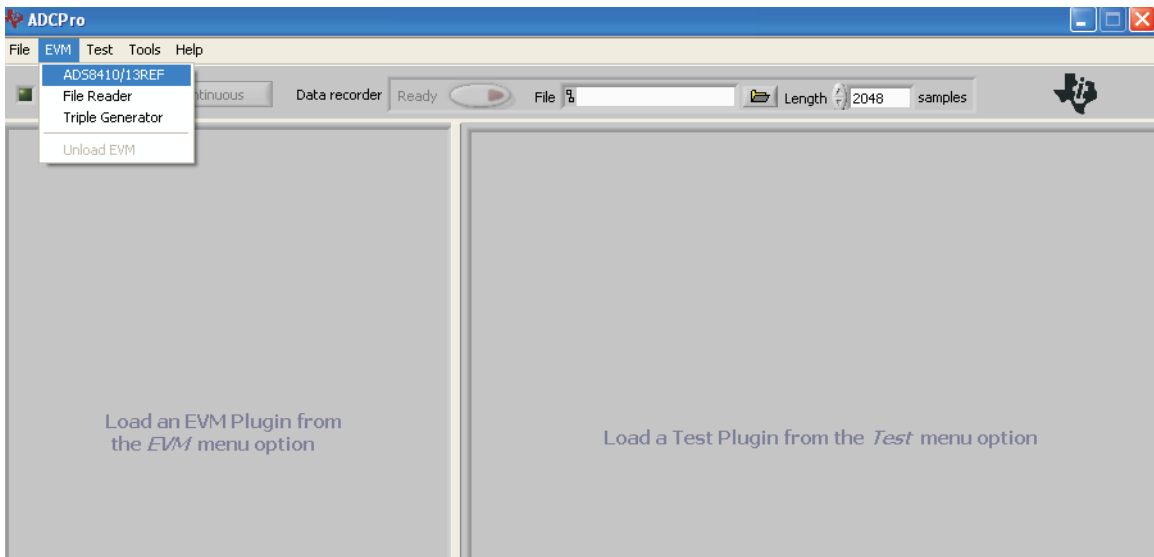 ADCPro
File EVM Test Tools Help
ADS8410/13REF
File Reader
Triple Generator
Unload EVM
Data recorder Ready File Length 2048 samples
Load an EVM Plugin from
the EVM menu option
Load a Test Plugin from the Test menu option